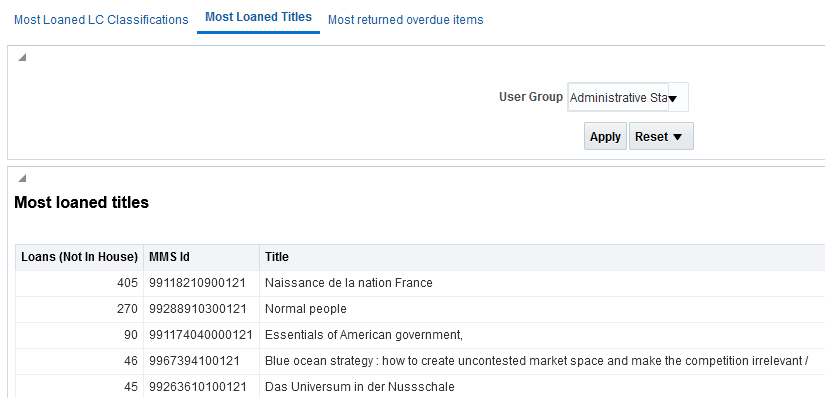 Most Loaned LC Classifications Most Loaned Titles Most returned overdue items
User Group Administrative Sta
Apply Reset
Most loaned titles
Loans (Not In House) MMS Id Title
405 99118210900121 Naissance de la nation France
270 99288910300121 Normal people
90 991174040000121 Essentials of American government,
46 9967394100121 Blue ocean strategy : how to create uncontested market space and make the competition irrelevant /
45 99263610100121 Das Universum in der Nussschale